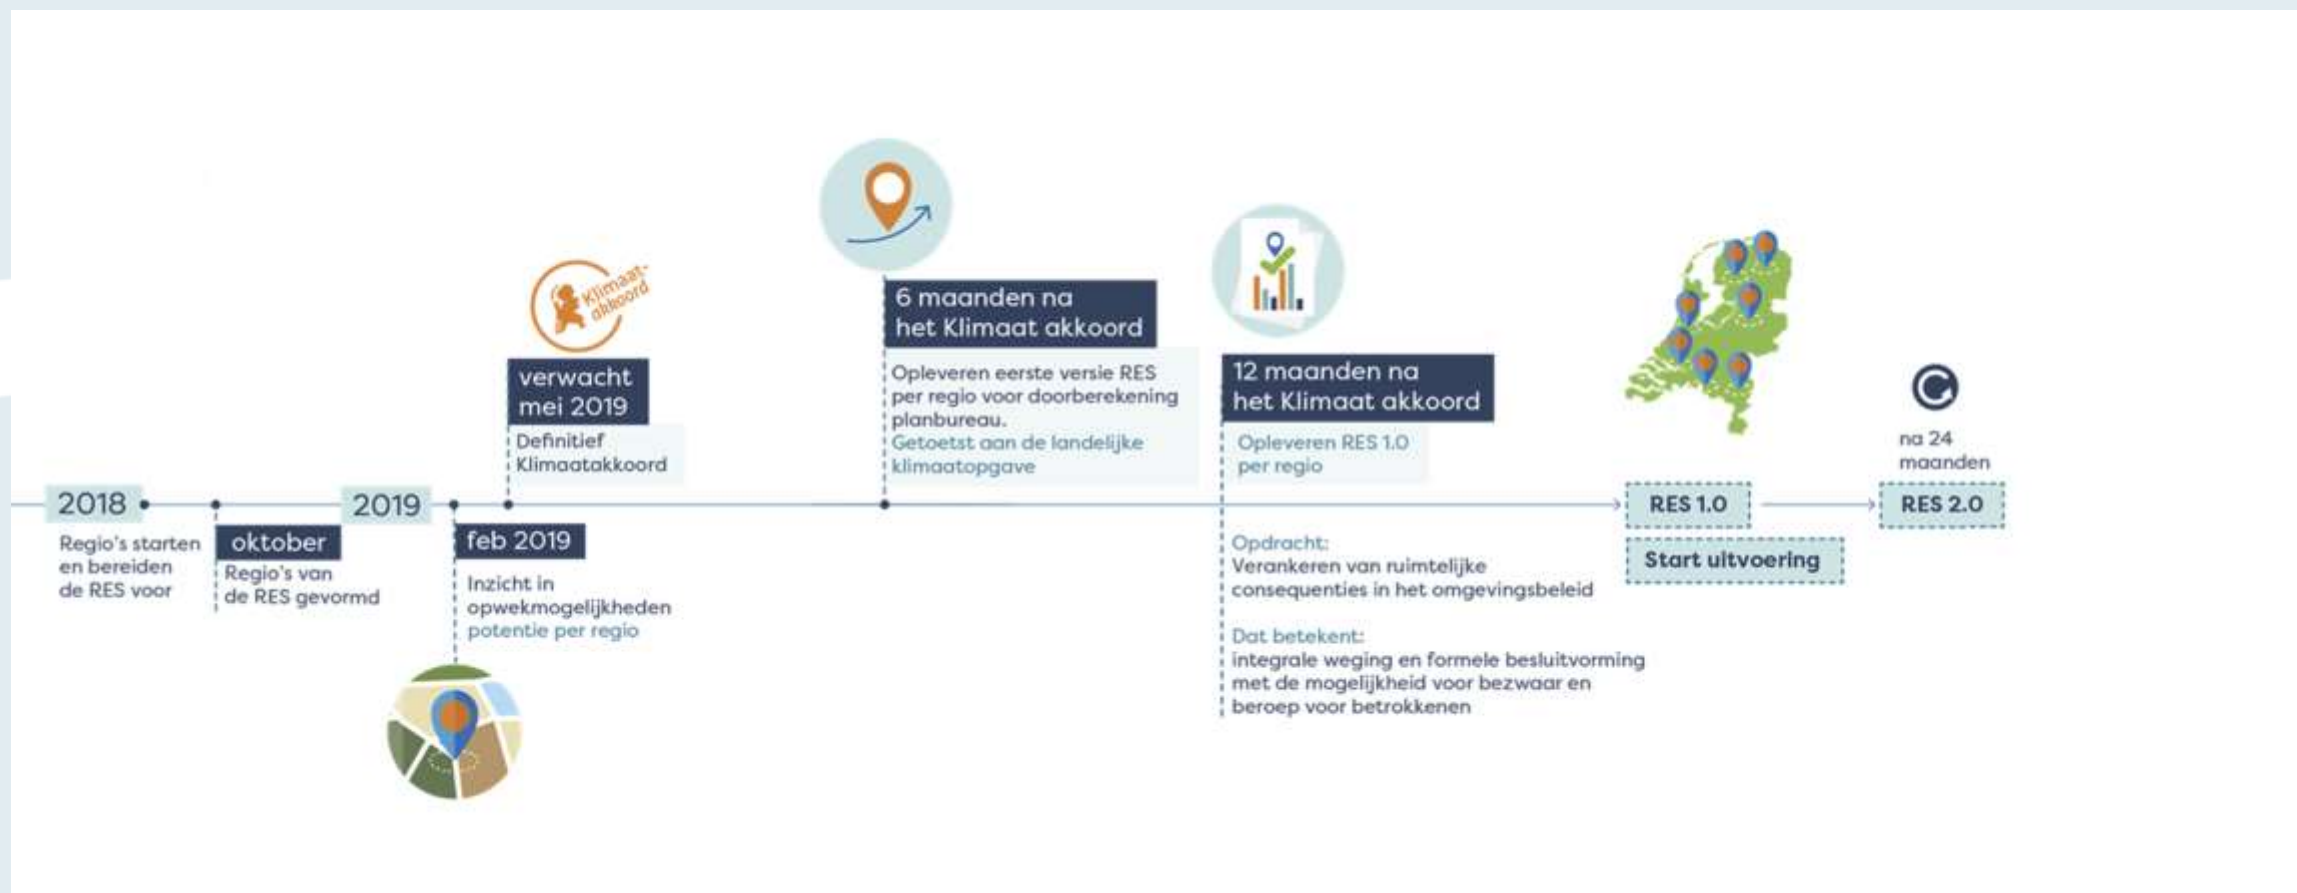 2018
Regio's starten
en bereiden
de RES voor
oktober
Regio's van
de RES gevormd
2019
feb 2019
Inzicht in
opwekmogelijkheden
potentie per regio
Klimaat-
akkoord
verwacht
mei 2019
Definitief
Klimaatakkoord
6 maanden na
het Klimaat akkoord
Opleveren eerste versie RES
per regio voor doorberekening
planbureau.
Getoetst aan de landelijke
klimaatopgave
12 maanden na
het Klimaat akkoord
Opleveren RES 1.0
per regio
Opdracht:
Verankeren van ruimtelijke
consequenties in het omgevingsbeleid
Dat betekent:
integrale weging en formele besluitvorming
met de mogelijkheid voor bezwaar en
beroep voor betrokkenen
RES 1.0
Start uitvoering
na 24
maanden
RES 2.0